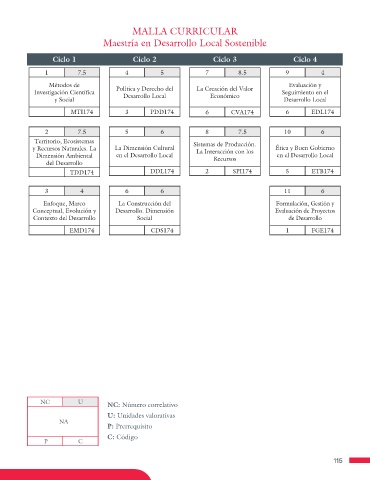 MALLA CURRICULAR
Maestría en Desarrollo Local Sostenible
Ciclo 1 Ciclo 2 Ciclo 3 Ciclo 4
1 7.5 4 5 7 8.5 9 4
Métodos de
Investigación Científica
y Social
Política y Derecho del
Desarrollo Local
La Creación del Valor
Económico
Evaluación y
Seguimiento en el
Desarrollo Local
MTI174 3 PDD174 6 CVA174 6 EDL174
2 7.5 5 6 8 7.5 10 6
Territorio, Ecosistemas
y Recursos Naturales. La
Dimensión Ambiental
del Desarrollo
La Dimensión Cultural
en el Desarrollo Local
Sistemas de Producción.
La Interacción con los
Recursos
Ética y Buen Gobierno
en el Desarrollo Local
TDD174 DDL174 2 SPI174 5 ETB174
3 4 6 6 11 6
Enfoque, Marco
Conceptual, Evolución y
Contexto del Desarrollo
La Construcción del
Desarrollo. Dimensión
Social
Formulación, Gestión y
Evaluación de Proyectos
de Desarrollo
EMD174 CDS174 1 FGE174
NC U
NA
P C
NC: Número correlativo
U: Unidades valorativas
P: Prerrequisito
C: Código
115